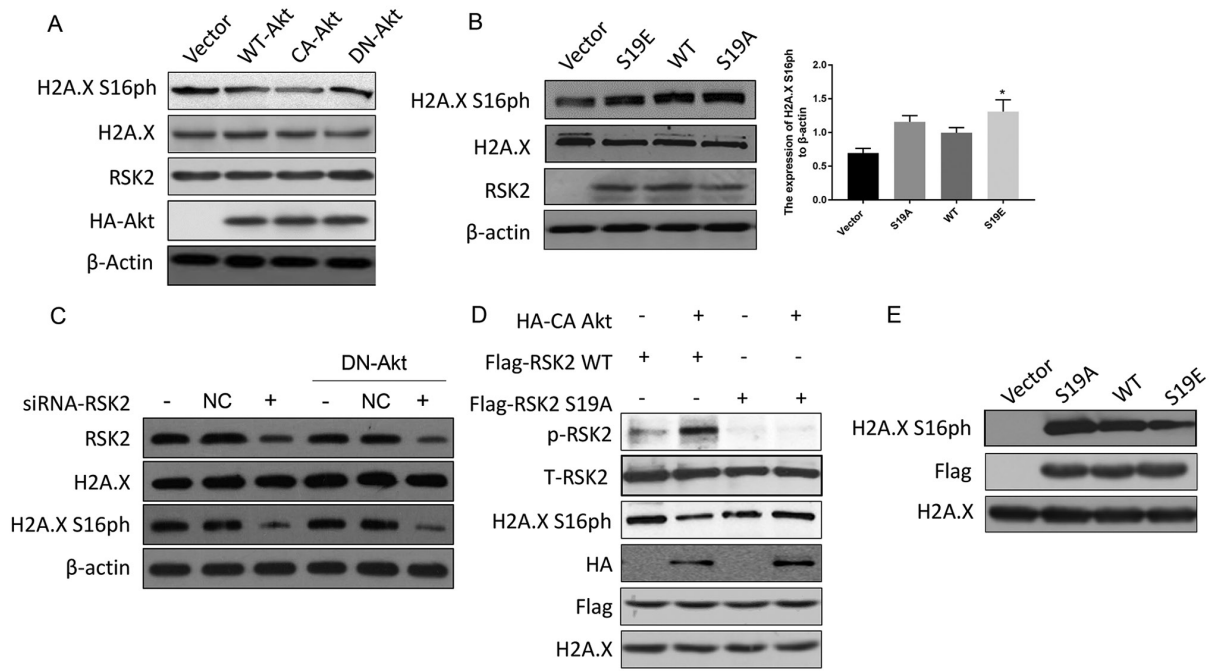 A
Vector WT-Akt CA-Akt DN-Akt
H2A.X S16ph
H2A.X
RSK2
HA-Akt
β-Actin
B
Vector S19E WT S19A
H2A.X S16ph
H2A.X
RSK2
β-actin
The expression of H2A.X S16ph
to β-actin
2.0
1.5
1.0
0.5
0.0
*
Vector S19A WT S19E
C
DN-Akt
siRNA-RSK2 - NC + - NC +
RSK2
H2A.X
H2A.X S16ph
β-actin
D
HA-CA Akt - + - +
Flag-RSK2 WT + + - -
Flag-RSK2 S19A - - + +
p-RSK2
T-RSK2
H2A.X S16ph
HA
Flag
H2A.X
E
Vector S19A WT S19E
H2A.X S16ph
Flag
H2A.X